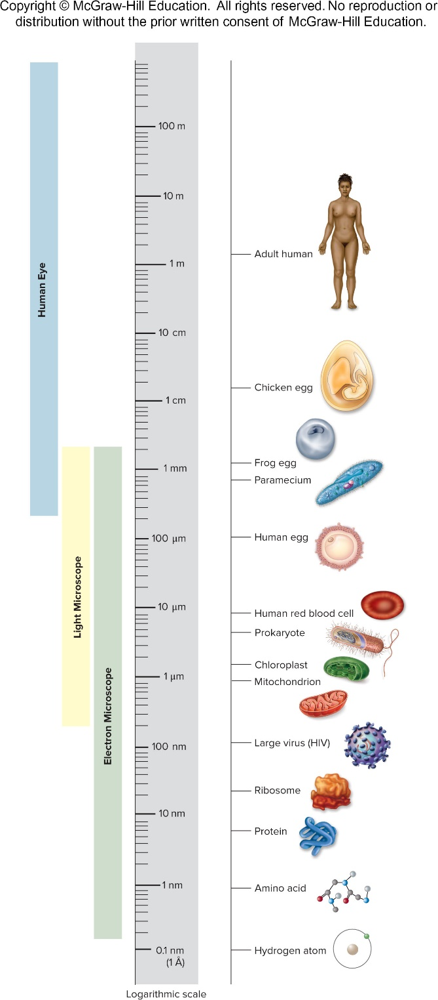 Copyright © McGraw-Hill Education. All rights reserved. No reproduction or
distribution without the prior written consent of McGraw-Hill Education.
100 m
10 m
Adult human
1 m
Human Eye
10 cm
Chicken egg
1 cm
Frog egg
1 mm
Paramecium
Human egg
100 µm
Light Microscope
10 µm
Human red blood cell
Prokaryote
Chloroplast
1 µm
Mitochondrion
Electron Microscope
Large virus (HIV)
100 nm
Ribosome
10 nm
Protein
1 nm
Amino acid
0.1 nm
(1 Å)
Hydrogen atom
Logarithmic scale